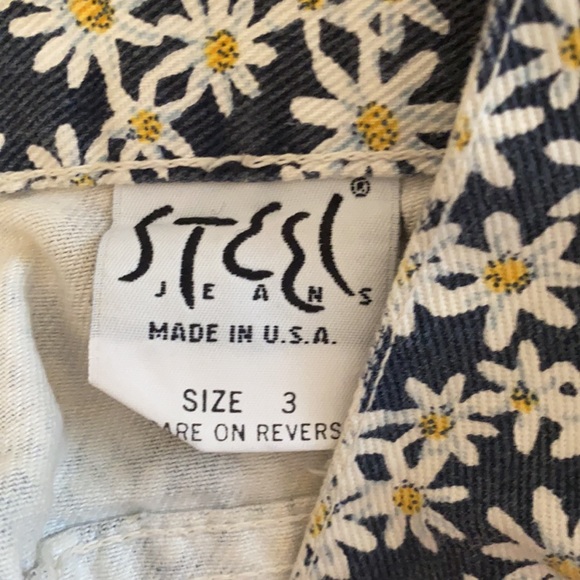 STEEL®
JEANS
MADE IN U.S.A.
SIZE 3
ARE ON REVERS